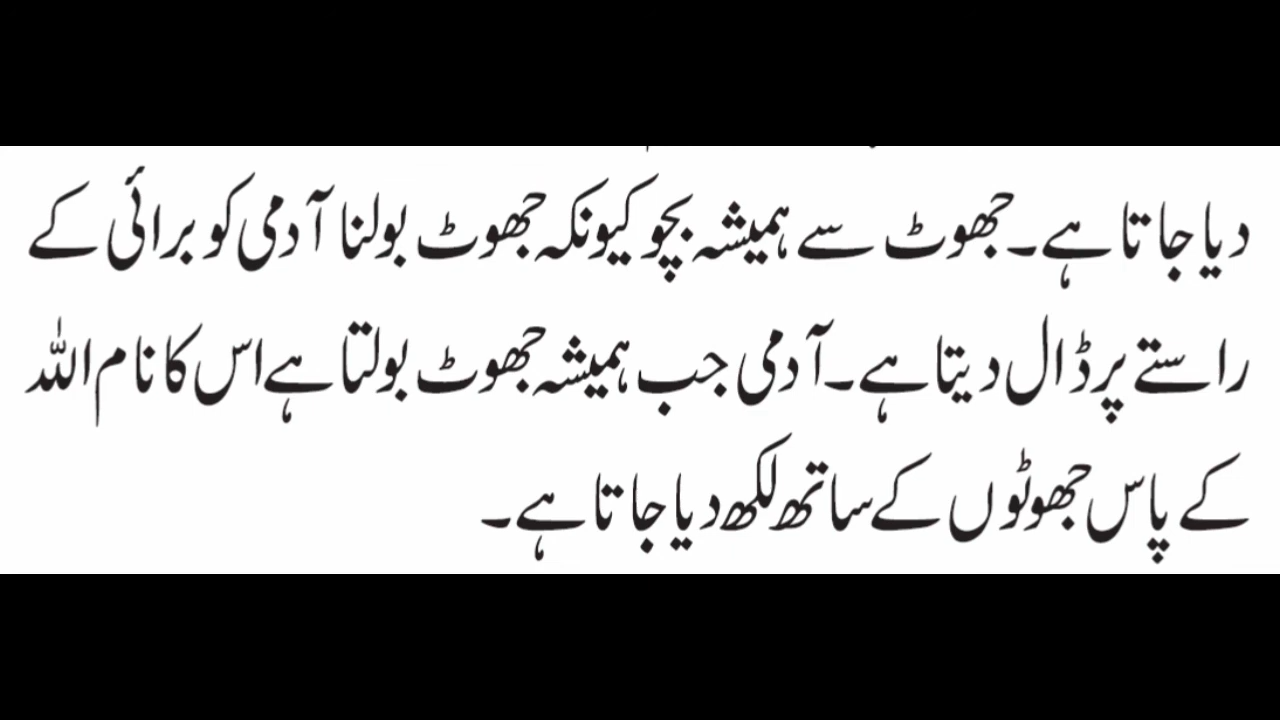 دیا جاتا ہے۔ جھوٹ سے ہمیشہ بچو کیونکہ جھوٹ بولنا آدمی کو برائی کے
راستے پر ڈال دیتا ہے۔ آدمی جب ہمیشہ جھوٹ بولتا ہے اس کا نام اللہ
کے پاس جھوٹوں کے ساتھ لکھ دیا جاتا ہے۔